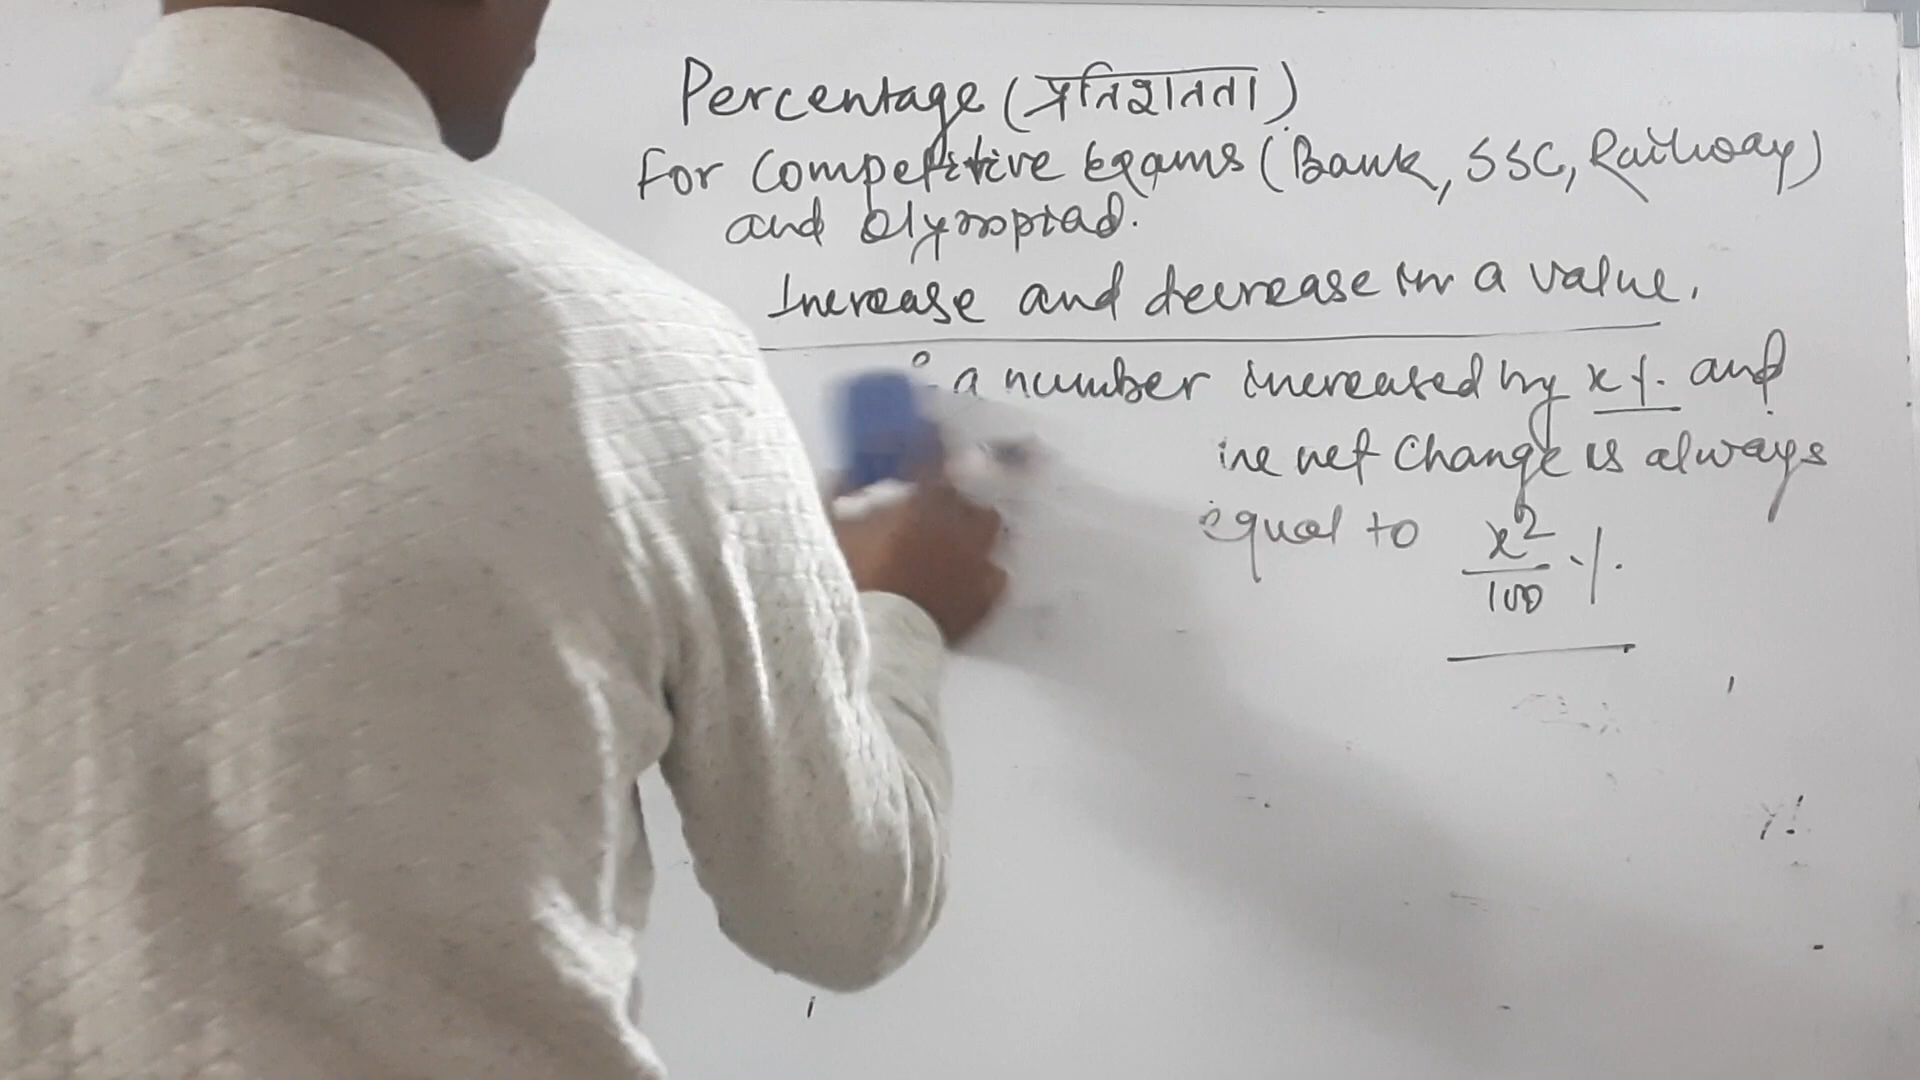 Percentage (प्रतिशतता)
For Competitive Exams (Bank, SSC, Railway)
and Olympiad.
Increase and decrease in a value.
a number increased by x%. and
net Change is always
equal to x²/100 %.